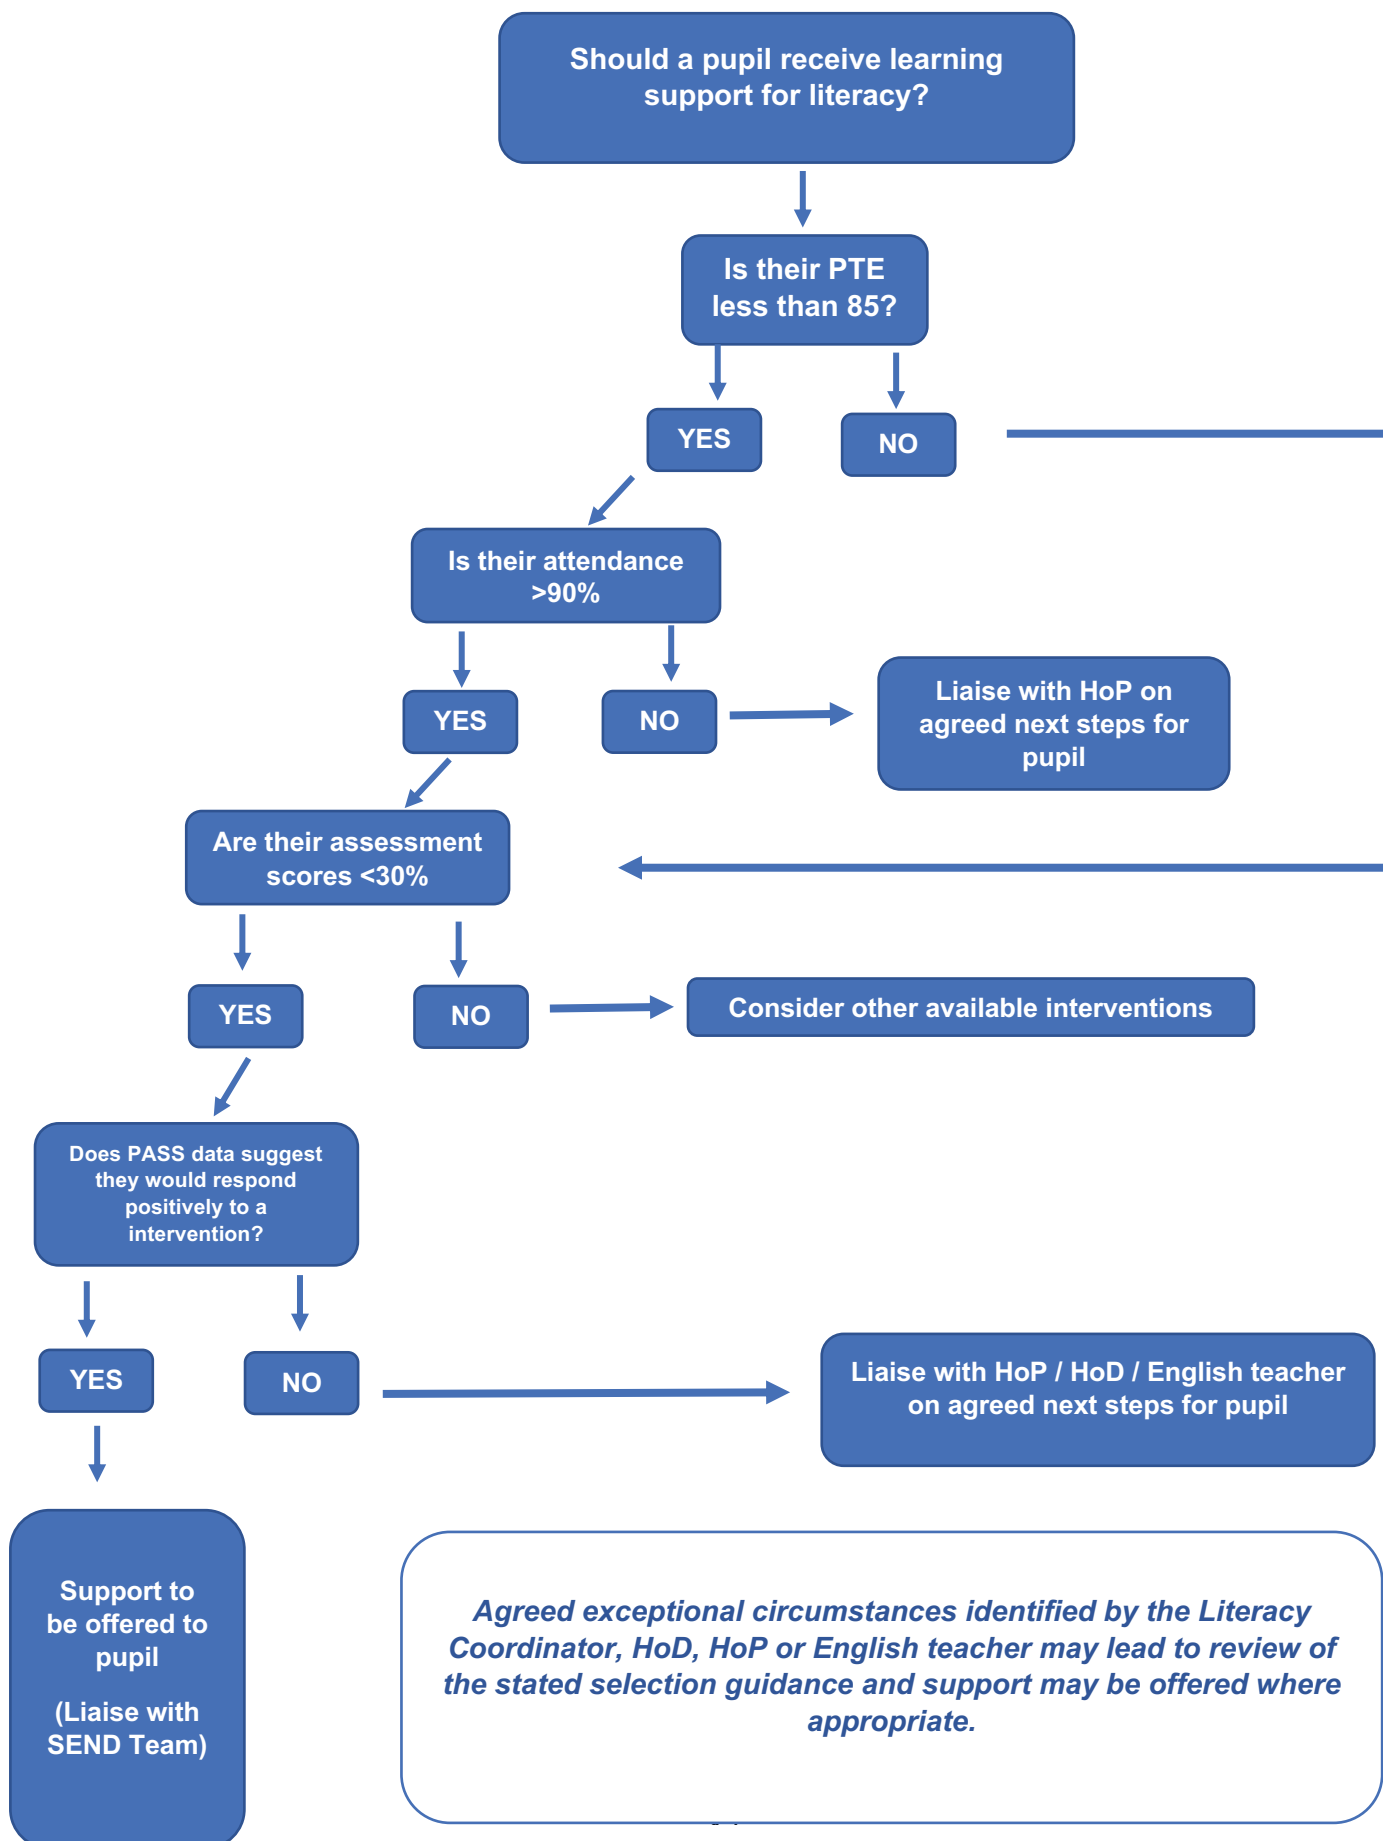 Should a pupil receive learning
support for literacy?
Is their PTE
less than 85?
YES
NO
Is their attendance
>90%
YES
NO
Liaise with HoP on
agreed next steps for
pupil
Are their assessment
scores <30%
YES
NO
Consider other available interventions
Does PASS data suggest
they would respond
positively to a
intervention?
YES
NO
Liaise with HoP / HoD / English teacher
on agreed next steps for pupil
Support to
be offered to
pupil
(Liaise with
SEND Team)
Agreed exceptional circumstances identified by the Literacy
Coordinator, HoD, HoP or English teacher may lead to review of
the stated selection guidance and support may be offered where
appropriate.